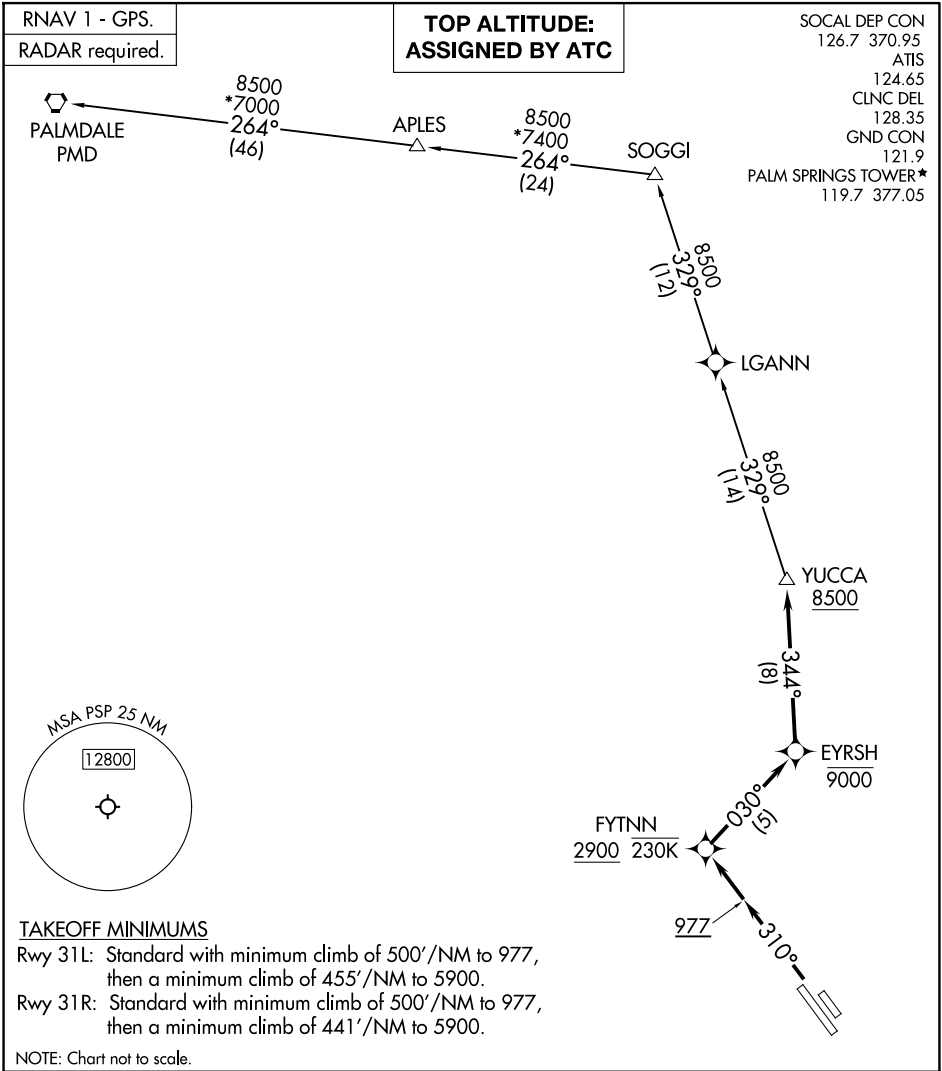 RNAV 1 - GPS.
RADAR required.
TOP ALTITUDE:
ASSIGNED BY ATC
SOCAL DEP CON
126.7 370.95
ATIS
124.65
CLNC DEL
128.35
GND CON
121.9
PALM SPRINGS TOWER★
119.7 377.05
PALMDALE
PMD
8500
*7000
264°
(46)
APLES
8500
*7400
264°
(24)
SOGGI
8500
329°
(12)
LGANN
8500
329°
(14)
YUCCA
8500
344°
(8)
EYRSH
9000
030°
(5)
FYTNN
2900 230K
977
310°
MSA PSP 25 NM
12800
TAKEOFF MINIMUMS
Rwy 31L: Standard with minimum climb of 500'/NM to 977,
then a minimum climb of 455'/NM to 5900.
Rwy 31R: Standard with minimum climb of 500'/NM to 977,
then a minimum climb of 441'/NM to 5900.
NOTE: Chart not to scale.